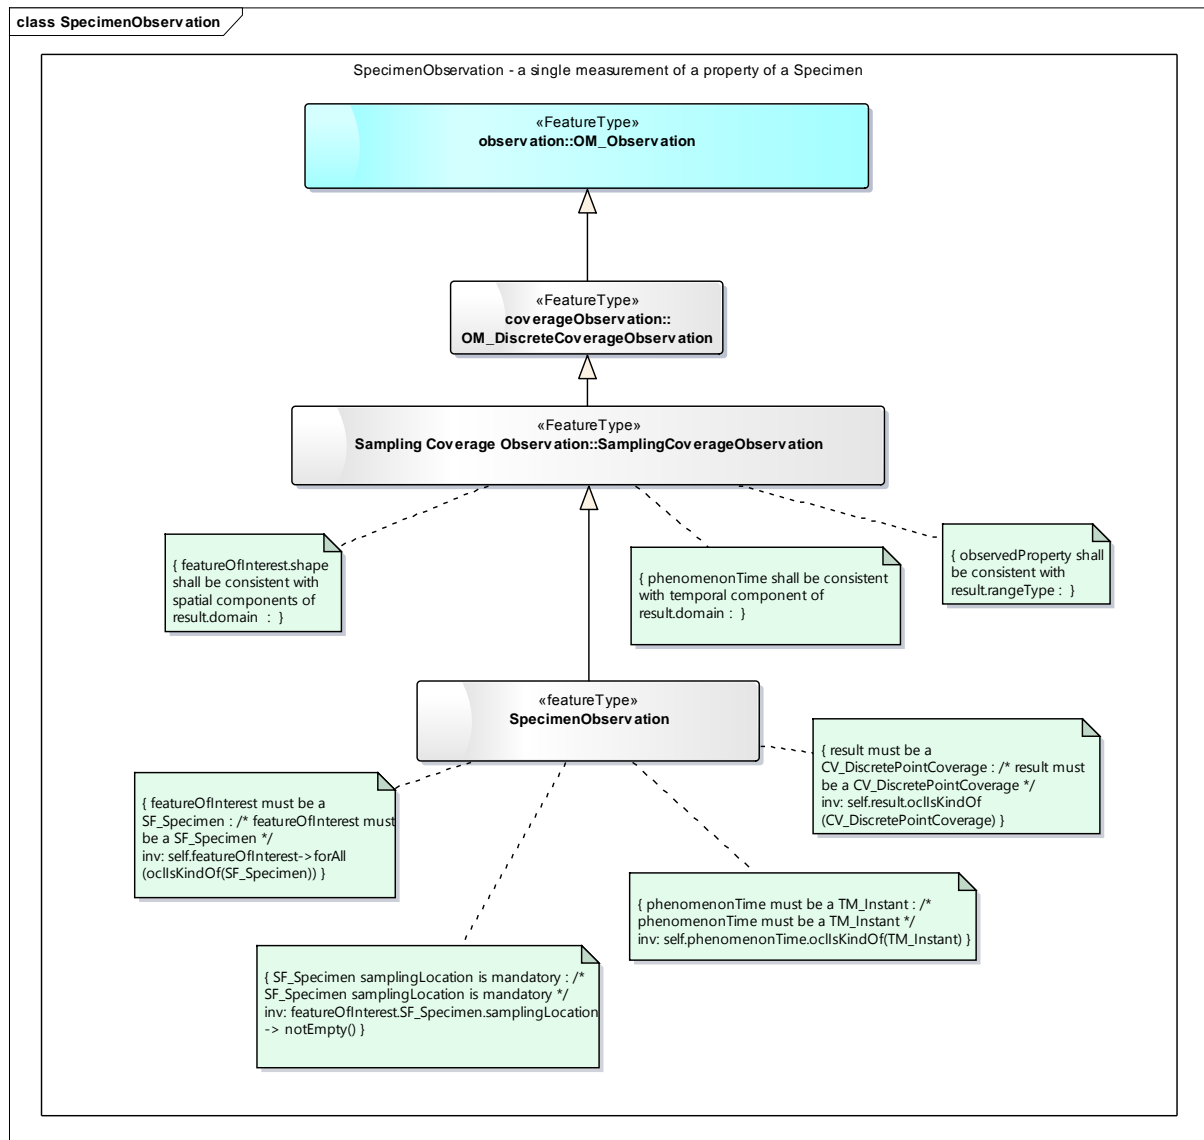 class SpecimenObservation
SpecimenObservation - a single measurement of a property of a Specimen
«FeatureType»
observation::OM_Observation
«FeatureType»
coverageObservation::
OM_DiscreteCoverageObservation
«FeatureType»
Sampling Coverage Observation::SamplingCoverageObservation
{ featureOfInterest.shape
shall be consistent with
spatial components of
result.domain  :  }
{ phenomenonTime shall be consistent
with temporal component of
result.domain :  }
{ observedProperty shall
be consistent with
result.rangeType :  }
«featureType»
SpecimenObservation
{ result must be a
CV_DiscretePointCoverage : /* result must
be a CV_DiscretePointCoverage */
inv: self.result.oclIsKindOf
(CV_DiscretePointCoverage) }
{ featureOfInterest must be a
SF_Specimen : /* featureOfInterest must
be a SF_Specimen */
inv: self.featureOfInterest->forAll
(oclIsKindOf(SF_Specimen)) }
{ phenomenonTime must be a TM_Instant : /*
phenomenonTime must be a TM_Instant */
inv: self.phenomenonTime.oclIsKindOf(TM_Instant) }
{ SF_Specimen samplingLocation is mandatory : /*
SF_Specimen samplingLocation is mandatory */
inv: featureOfInterest.SF_Specimen.samplingLocation
-> notEmpty() }